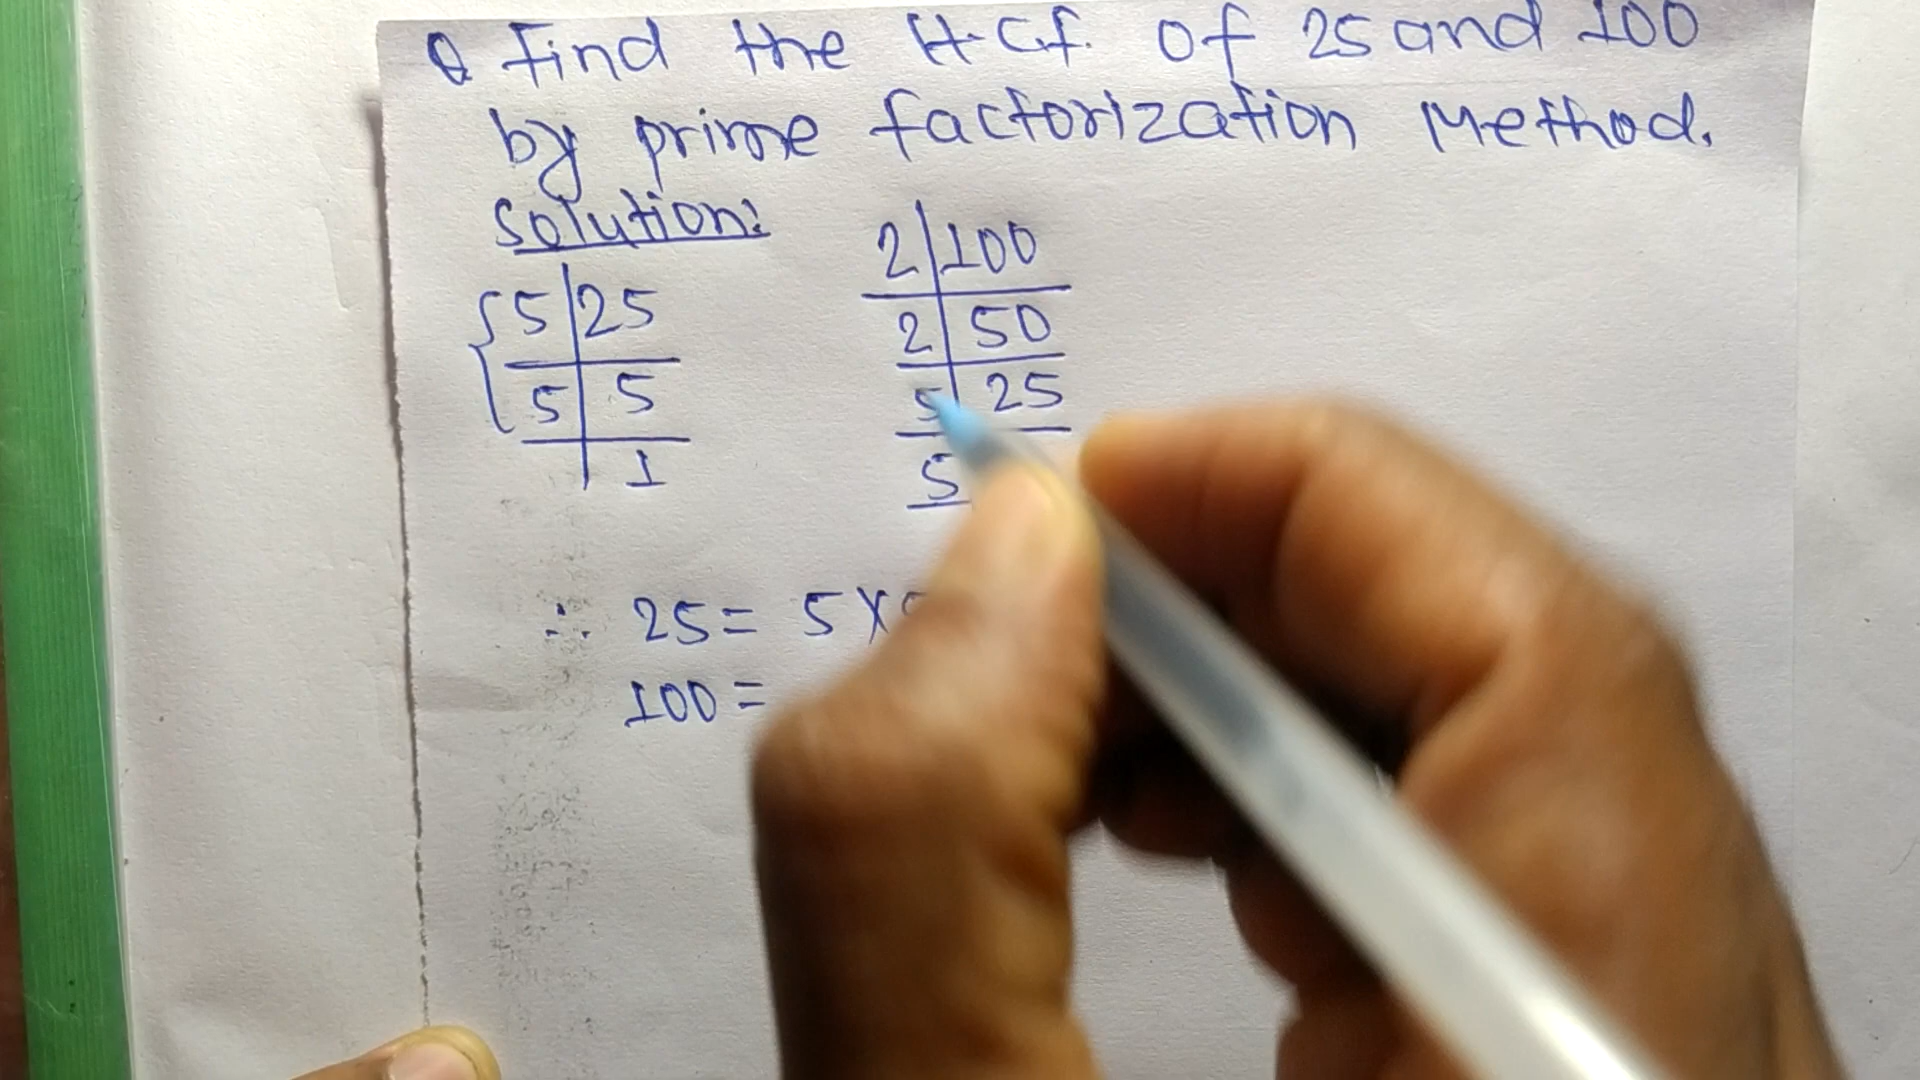 Q Find the H.C.f. Of 25 and 100
by prime factorization Method.
Solution:
5 25
5 5
1
2 100
2 50
5 25
5
∴ 25 = 5 ×
100 =